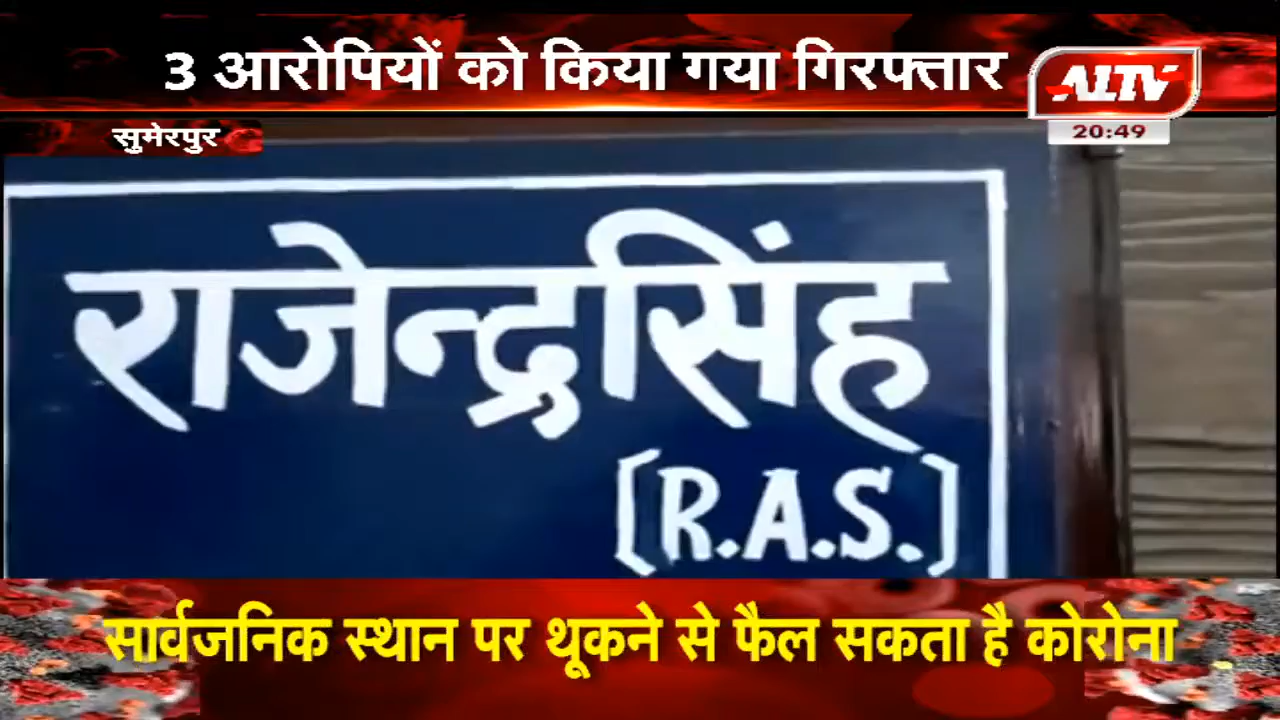 3 आरोपियों को किया गया गिरफ्तार
ALTV
20:49
सुमेरपुर
राजेन्द्रसिंह
[R.A.S.]
सार्वजनिक स्थान पर थूकने से फैल सकता है कोरोना